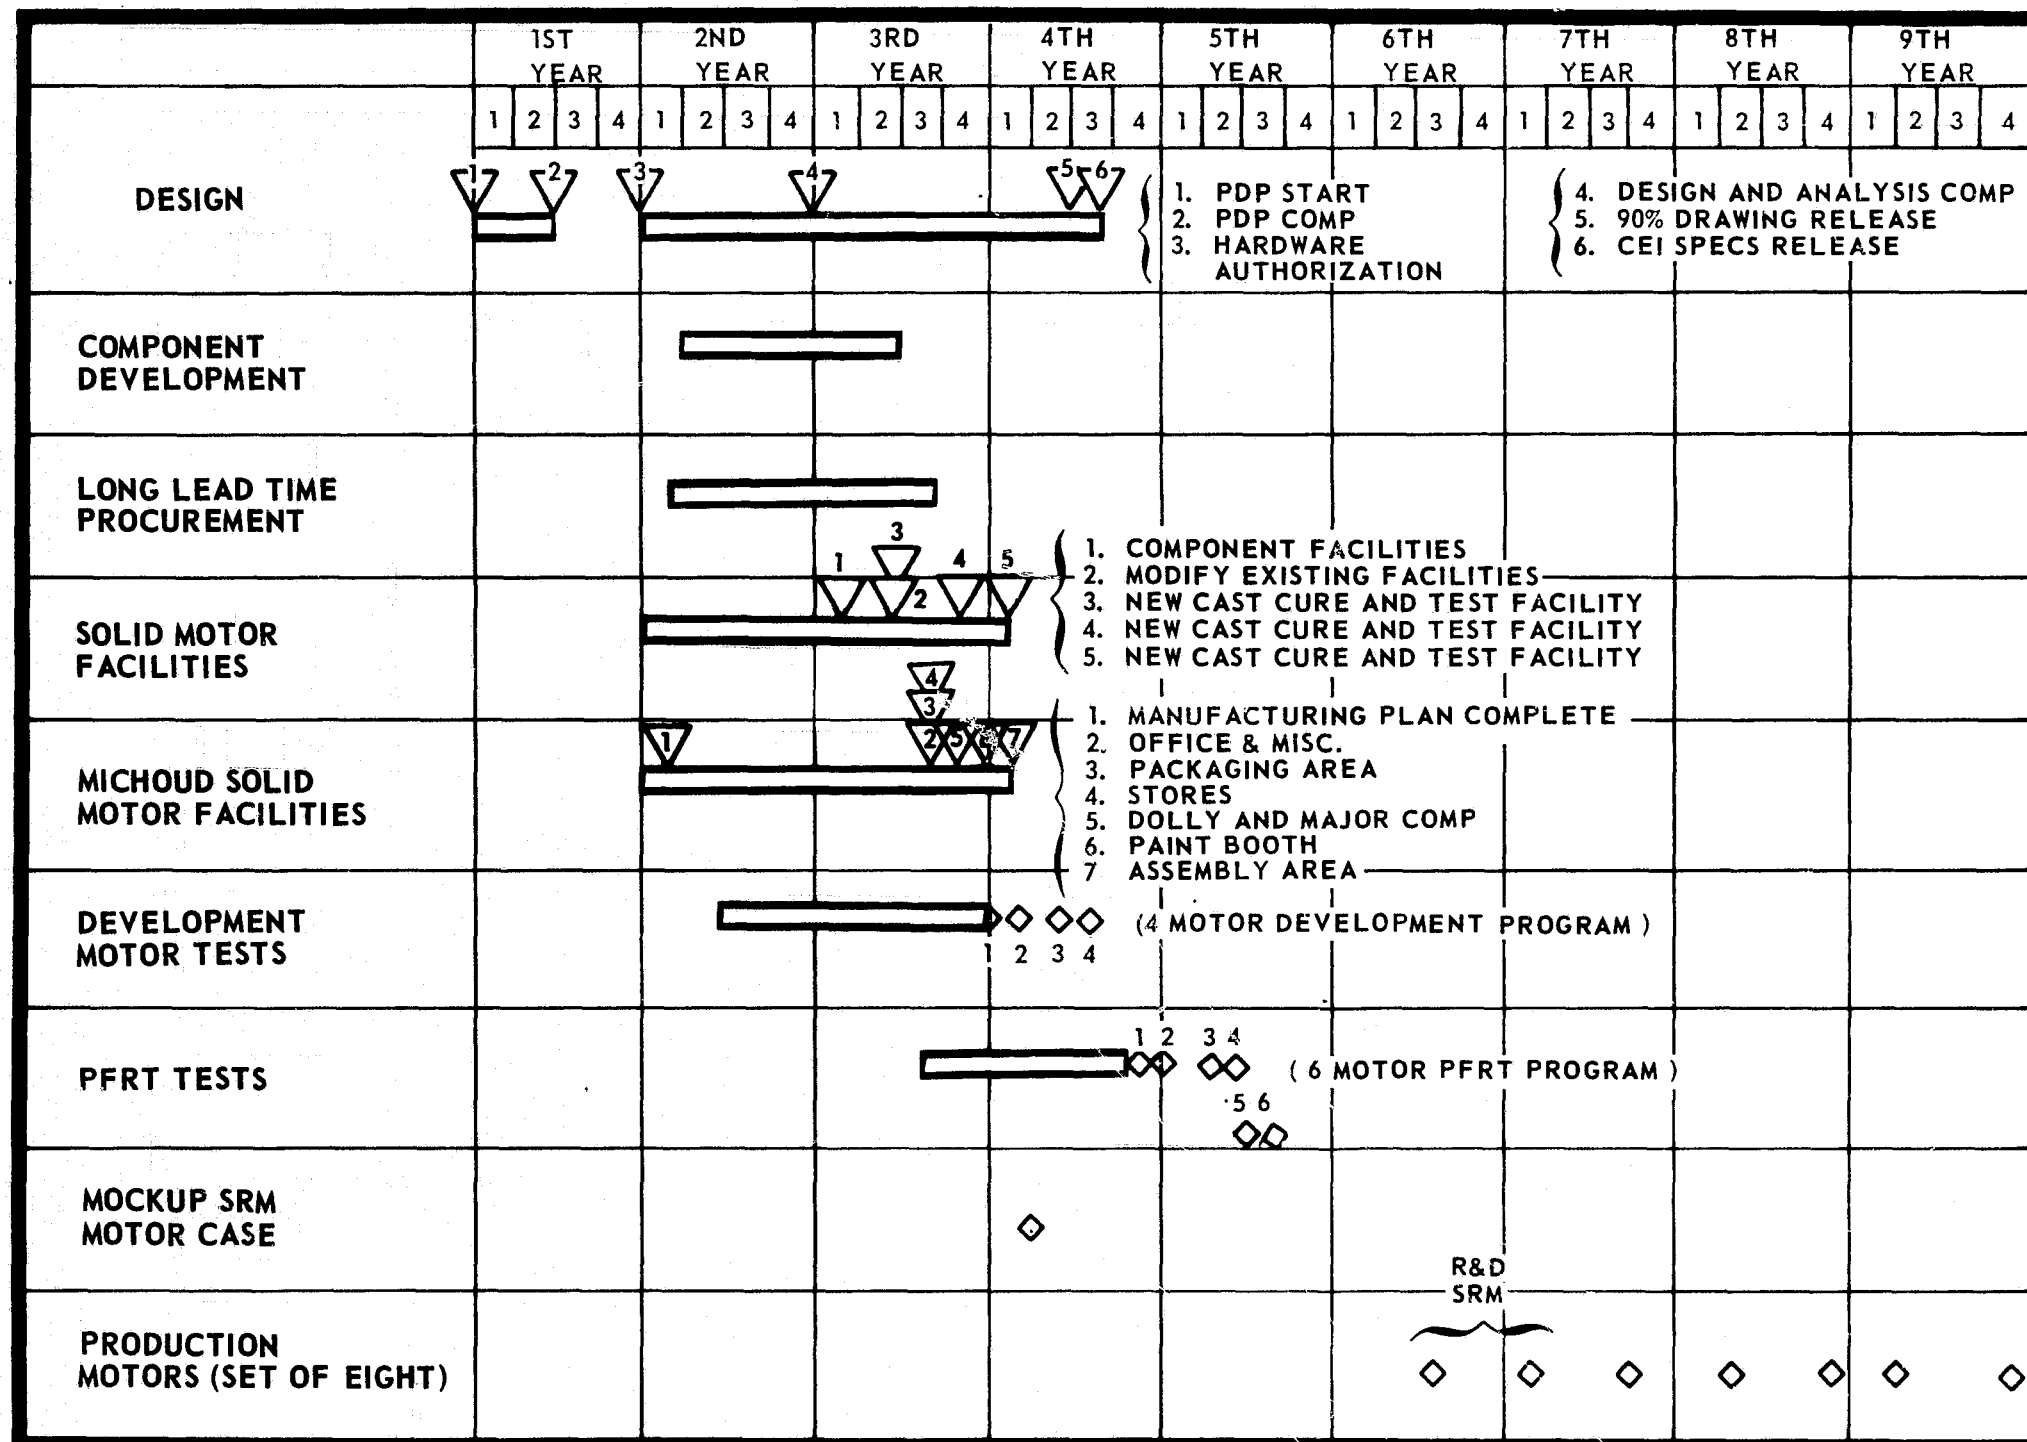 1ST YEAR 2ND YEAR 3RD YEAR 4TH YEAR 5TH YEAR 6TH YEAR 7TH YEAR 8TH YEAR 9TH YEAR
1 2 3 4 1 2 3 4 1 2 3 4 1 2 3 4 1 2 3 4 1 2 3 4 1 2 3 4 1 2 3 4 1 2 3 4
DESIGN
1 2 3 4 5 6
1. PDP START
2. PDP COMP
3. HARDWARE
AUTHORIZATION
4. DESIGN AND ANALYSIS COMP
5. 90% DRAWING RELEASE
6. CEI SPECS RELEASE
COMPONENT
DEVELOPMENT
LONG LEAD TIME
PROCUREMENT
SOLID MOTOR
FACILITIES
1 3 2 4 5
1. COMPONENT FACILITIES
2. MODIFY EXISTING FACILITIES
3. NEW CAST CURE AND TEST FACILITY
4. NEW CAST CURE AND TEST FACILITY
5. NEW CAST CURE AND TEST FACILITY
MICHOUD SOLID
MOTOR FACILITIES
4
3
1 2 5 7
1. MANUFACTURING PLAN COMPLETE
2. OFFICE & MISC.
3. PACKAGING AREA
4. STORES
5. DOLLY AND MAJOR COMP
6. PAINT BOOTH
7 ASSEMBLY AREA
DEVELOPMENT
MOTOR TESTS
1 2 3 4
(4 MOTOR DEVELOPMENT PROGRAM)
PFRT TESTS
1 2 3 4
(6 MOTOR PFRT PROGRAM)
5 6
MOCKUP SRM
MOTOR CASE
R&D
SRM
PRODUCTION
MOTORS (SET OF EIGHT)